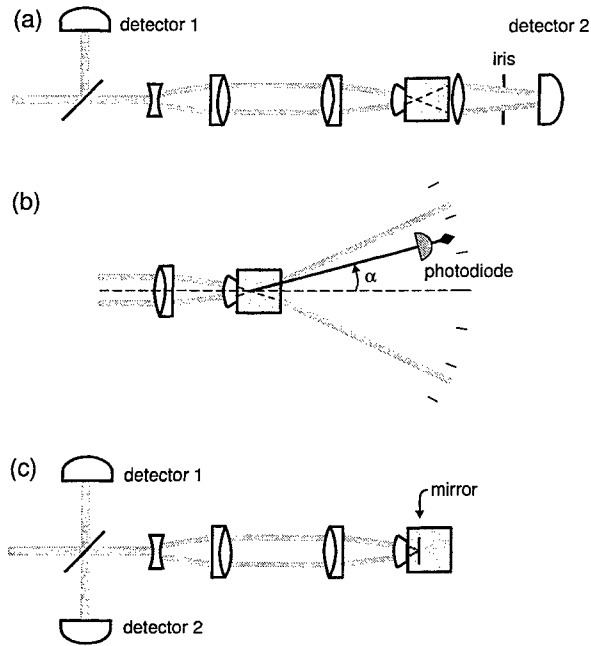 (a)
detector 1
detector 2
iris
(b)
α
photodiode
(c)
detector 1
mirror
detector 2